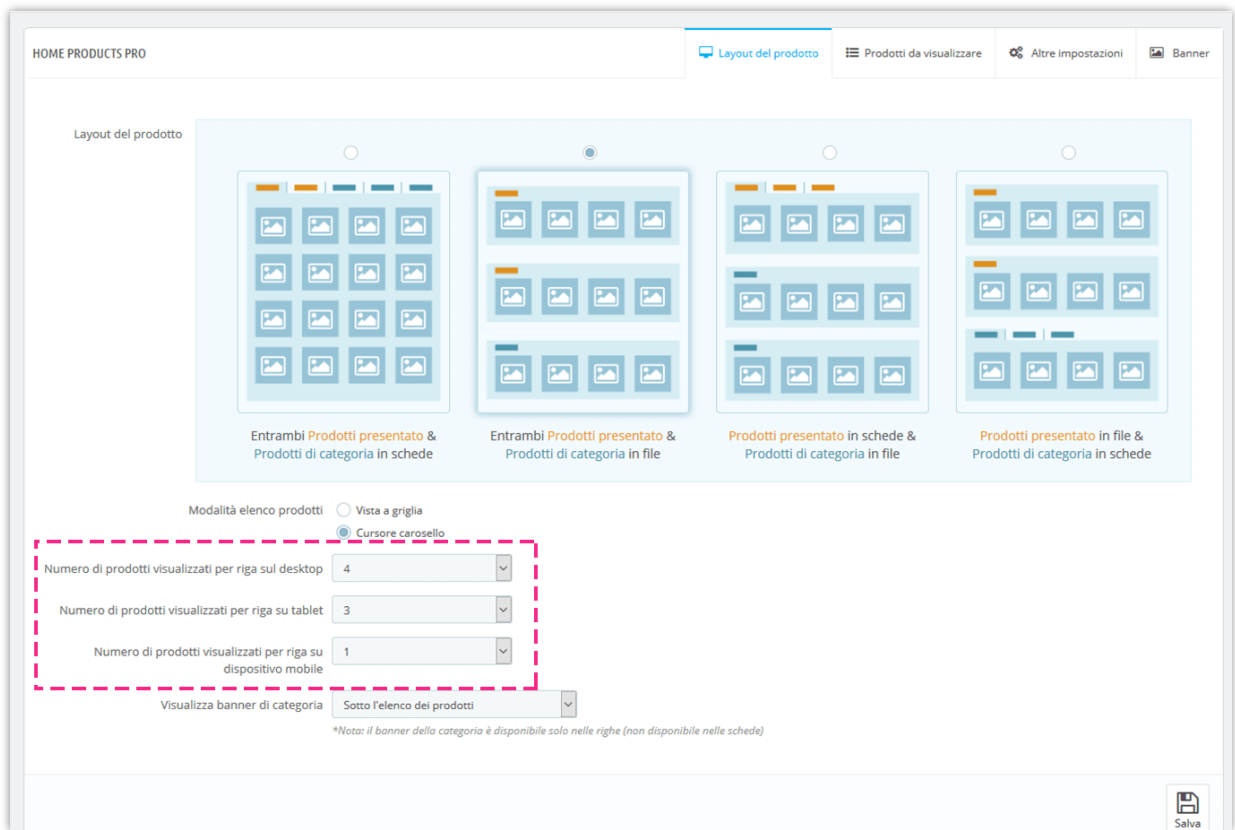 HOME PRODUCTS PRO
Layout del prodotto
Prodotti da visualizzare
Altre impostazioni
Banner
Layout del prodotto
Entrambi Prodotti presentato &
Prodotti di categoria in schede
Entrambi Prodotti presentato &
Prodotti di categoria in file
Prodotti presentato in schede &
Prodotti di categoria in file
Prodotti presentato in file &
Prodotti di categoria in schede
Modalità elenco prodotti
Vista a griglia
Cursore carosello
Numero di prodotti visualizzati per riga sul desktop
4
Numero di prodotti visualizzati per riga su tablet
3
Numero di prodotti visualizzati per riga su
dispositivo mobile
1
Visualizza banner di categoria
Sotto l'elenco dei prodotti
*Nota: il banner della categoria è disponibile solo nelle righe (non disponibile nelle schede)
Salva